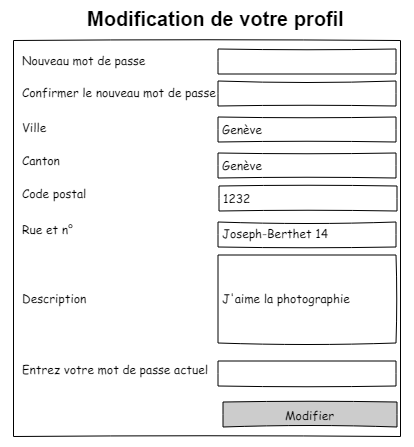 Modification de votre profil
Nouveau mot de passe
Confirmer le nouveau mot de passe
Ville
Genève
Canton
Genève
Code postal
1232
Rue et n°
Joseph-Berthet 14
Description
J'aime la photographie
Entrez votre mot de passe actuel
Modifier